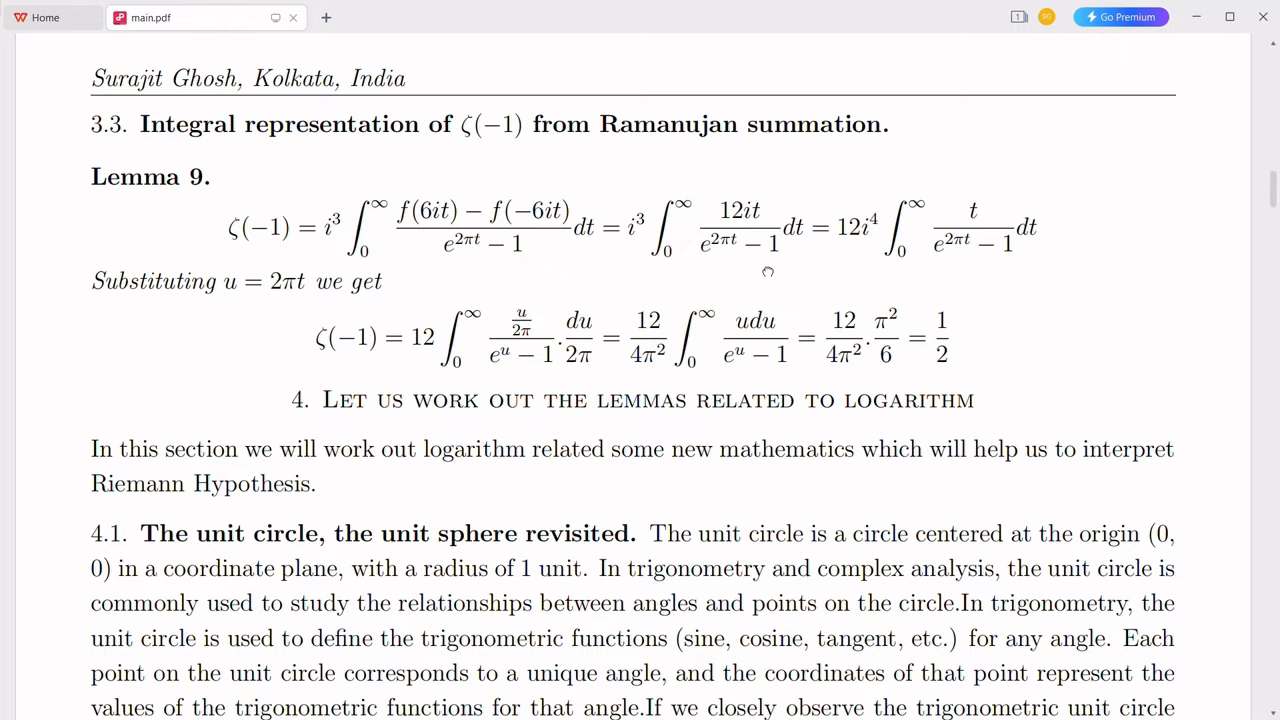 Home
main.pdf
1
SG
Go Premium
Surajit Ghosh, Kolkata, India
3.3. Integral representation of ζ(−1) from Ramanujan summation.
Lemma 9.
ζ(−1) = i³ ∫₀^∞ (f(6it) − f(−6it))/(e^{2πt} − 1) dt = i³ ∫₀^∞ 12it/(e^{2πt} − 1) dt = 12i⁴ ∫₀^∞ t/(e^{2πt} − 1) dt
Substituting u = 2πt we get
ζ(−1) = 12 ∫₀^∞ (u/2π)/(e^u − 1) . du/2π = 12/4π² ∫₀^∞ udu/(e^u − 1) = 12/4π² . π²/6 = 1/2
4. Let us work out the lemmas related to logarithm
In this section we will work out logarithm related some new mathematics which will help us to interpret
Riemann Hypothesis.
4.1. The unit circle, the unit sphere revisited. The unit circle is a circle centered at the origin (0,
0) in a coordinate plane, with a radius of 1 unit. In trigonometry and complex analysis, the unit circle is
commonly used to study the relationships between angles and points on the circle.In trigonometry, the
unit circle is used to define the trigonometric functions (sine, cosine, tangent, etc.) for any angle. Each
point on the unit circle corresponds to a unique angle, and the coordinates of that point represent the
values of the trigonometric functions for that angle.If we closely observe the trigonometric unit circle